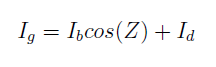 I_g = I_b cos(Z) + I_d